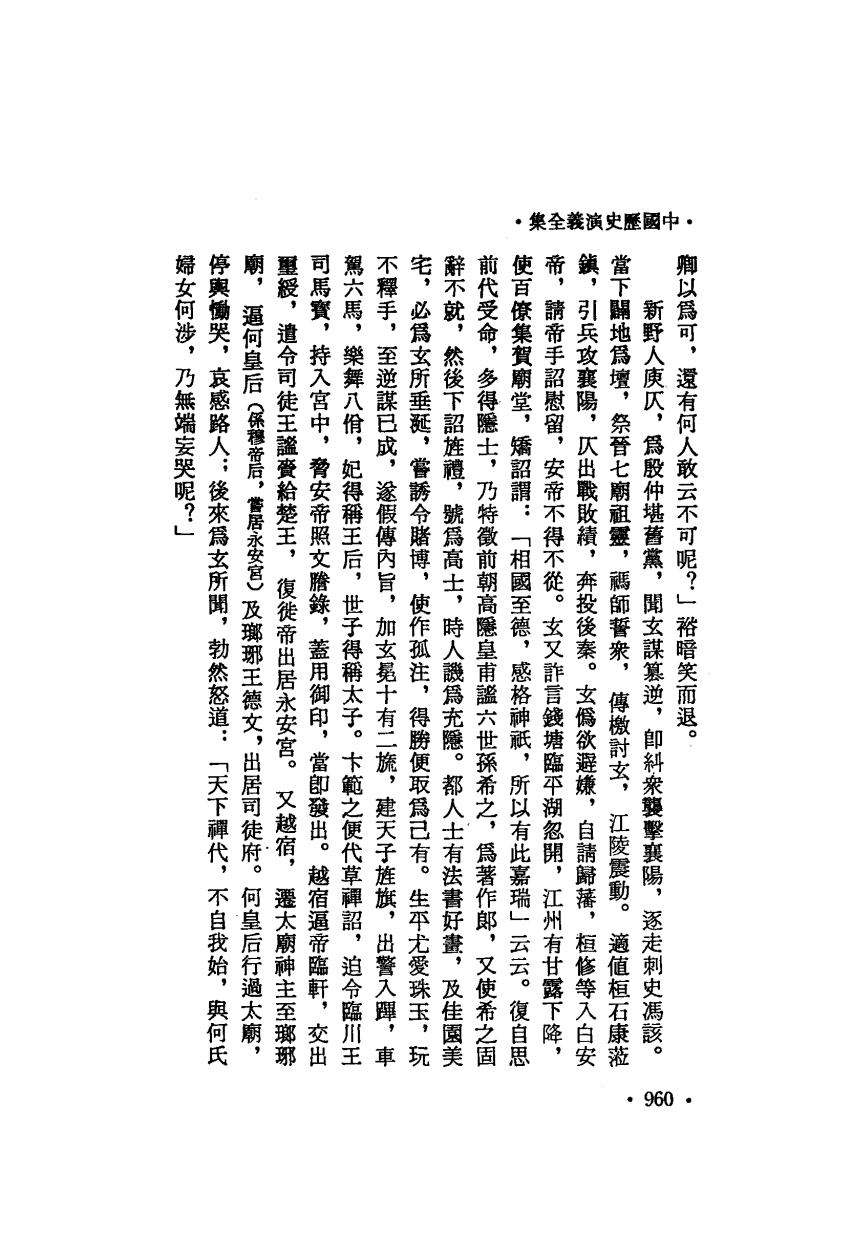 •中國歷史演義全集•
卿以爲可，還有何人敢云不可呢？」裕暗笑而退。
新野人庾仄，爲殷仲堪舊黨，聞玄謀篡逆，卽糾衆襲擊襄陽，逐走刺史馮該。
當下闢地爲壇，祭晉七廟祖靈，禡師誓衆，傳檄討玄，江陵震動。適値桓石康蒞
鎮，引兵攻襄陽，仄出戰敗績，奔投後秦。玄僞欲避嫌，自請歸藩，桓修等入白安
帝，請帝手詔慰留，安帝不得不從。玄又詐言錢塘臨平湖忽開，江州有甘露下降，
使百僚集賀廟堂，矯詔謂：「相國至德，感格神祇，所以有此嘉瑞」云云。復自思
前代受命，多得隱士，乃特徵前朝高隱皇甫謐六世孫希之，爲著作郎，又使希之固
辭不就，然後下詔旌禮，號爲高士，時人譏爲充隱。都人士有法書好畫，及佳園美
宅，必爲玄所垂涎，嘗誘令賭博，使作孤注，得勝便取爲己有。生平尤愛珠玉，玩
不釋手，至逆謀已成，遂假傳內旨，加玄冕十有二旒，建天子旌旗，出警入蹕，車
駕六馬，樂舞八佾，妃得稱王后，世子得稱太子。卞範之便代草禪詔，迫令臨川王
司馬寶，持入宮中，脅安帝照文謄錄，蓋用御印，當卽發出。越宿逼帝臨軒，交出
璽綬，遣令司徒王謐賫給楚王，復徙帝出居永安宮。又越宿，遷太廟神主至瑯琊
廟，逼何皇后（係穆帝后，嘗居永安宮）及瑯琊王德文，出居司徒府。何皇后行過太廟，
停輿慟哭，哀感路人；後來爲玄所聞，勃然怒道：「天下禪代，不自我始，與何氏
婦女何涉，乃無端妄哭呢？」
•960•